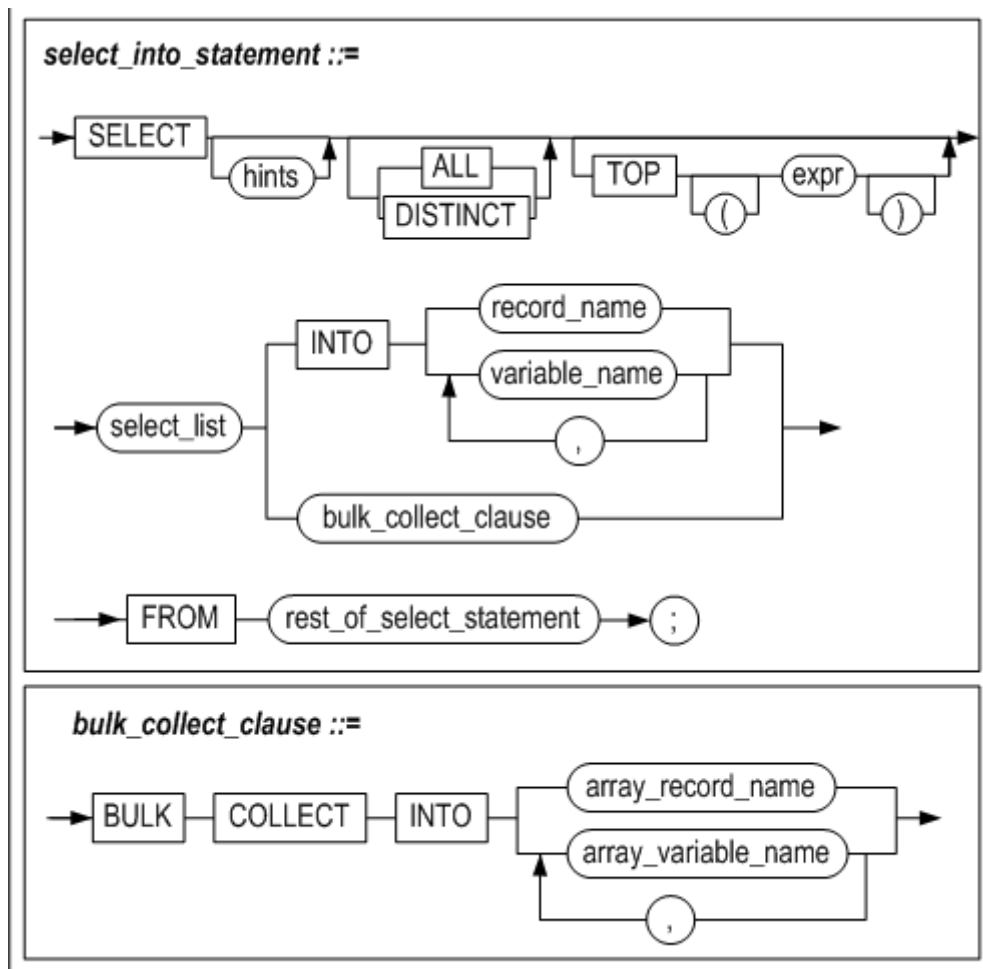 select_into_statement ::=
SELECT hints ALL DISTINCT TOP ( expr )
select_list INTO record_name variable_name , bulk_collect_clause
FROM rest_of_select_statement ;
bulk_collect_clause ::=
BULK COLLECT INTO array_record_name array_variable_name ,